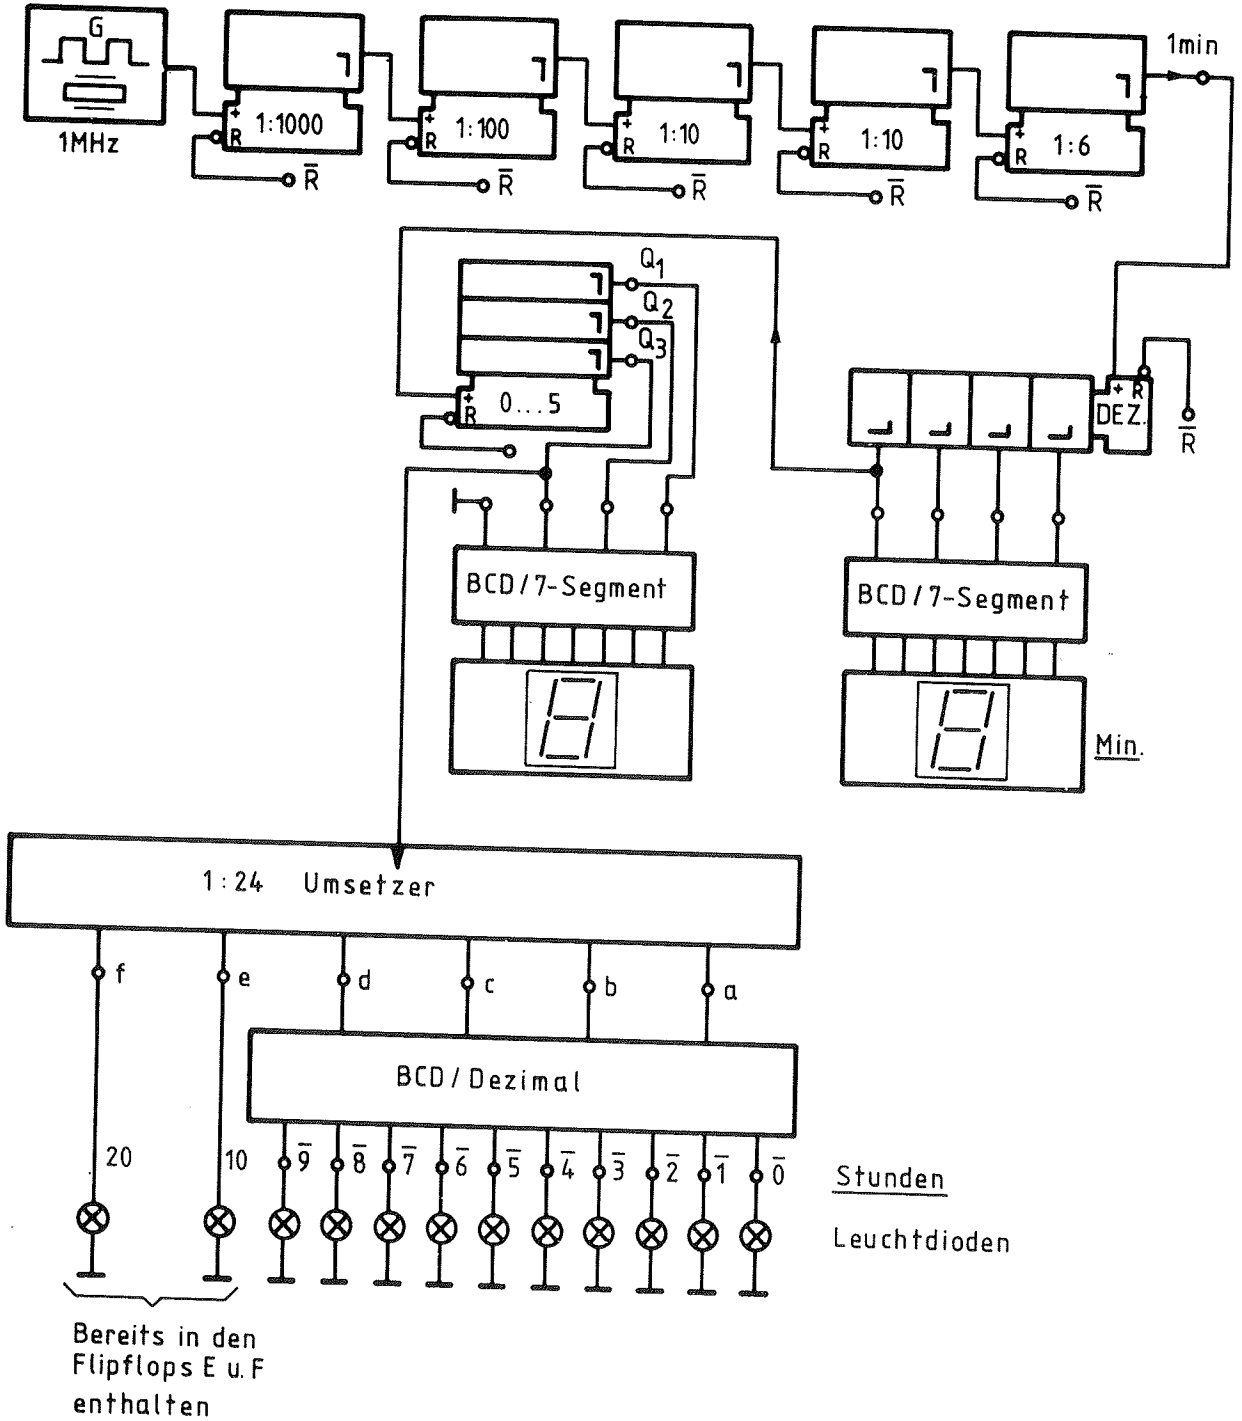 G
1MHz
+
R
1:1000
R̅
+
R
1:100
R̅
+
R
1:10
R̅
+
R
1:10
R̅
+
R
1:6
R̅
1min
Q1
Q2
Q3
+
R
0...5
+ R
DEZ.
R̅
BCD/7-Segment
BCD/7-Segment
Min.
1:24 Umsetzer
f e d c b a
BCD/Dezimal
20 10 9̅ 8̅ 7̅ 6̅ 5̅ 4̅ 3̅ 2̅ 1̅ 0̅
Stunden
Leuchtdioden
Bereits in den
Flipflops E u. F
enthalten